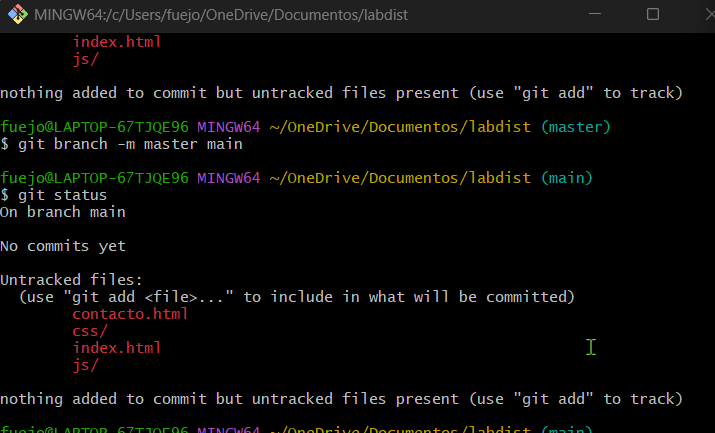 MINGW64:/c/Users/fuejo/OneDrive/Documentos/labdist
index.html
js/
nothing added to commit but untracked files present (use "git add" to track)
fuejo@LAPTOP-67TJQE96 MINGW64 ~/OneDrive/Documentos/labdist (master)
$ git branch -m master main
fuejo@LAPTOP-67TJQE96 MINGW64 ~/OneDrive/Documentos/labdist (main)
$ git status
On branch main
No commits yet
Untracked files:
(use "git add <file>..." to include in what will be committed)
contacto.html
css/
index.html
js/
nothing added to commit but untracked files present (use "git add" to track)
fuejo@LAPTOP-67TJQE96 MINGW64 ~/OneDrive/Documentos/labdist (main)